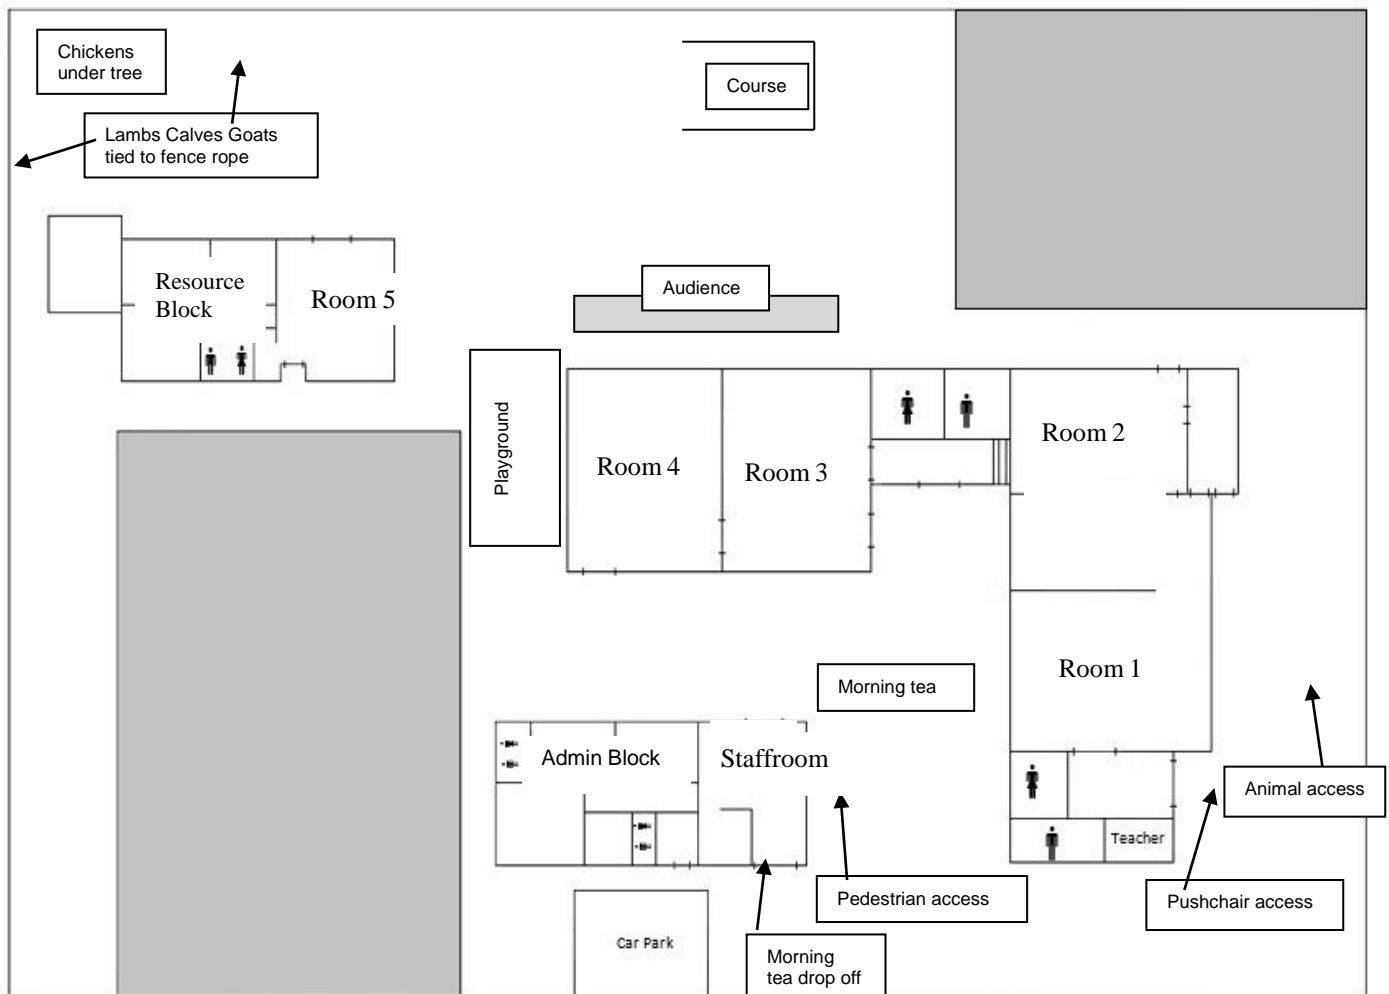 Chickens
under tree
Course
Lambs Calves Goats
tied to fence rope
Resource
Block
Room 5
Audience
Playground
Room 4
Room 3
Room 2
Room 1
Morning tea
Admin Block
Staffroom
Animal access
Teacher
Pedestrian access
Pushchair access
Car Park
Morning
tea drop off